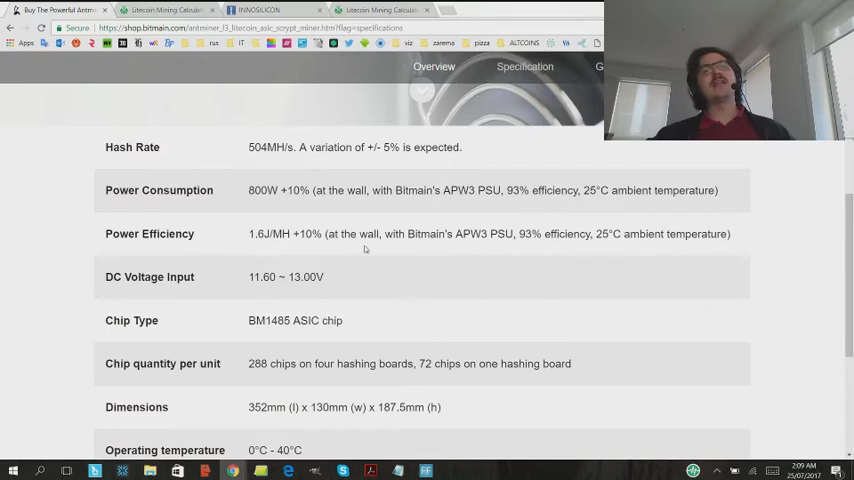 Buy The Powerful Antm
Litecoin Mining Calcula
INNOSILICON
Litecoin Mining Calcula
Secure
https://shop.bitmain.com/antminer_l3_litecoin_asic_scrypt_miner.htm?flag=specifications
Apps
viz
zarema
pizza
ALTCOINS
Overview
Specification
G
Hash Rate
504MH/s. A variation of +/- 5% is expected.
Power Consumption
800W +10% (at the wall, with Bitmain's APW3 PSU, 93% efficiency, 25°C ambient temperature)
Power Efficiency
1.6J/MH +10% (at the wall, with Bitmain's APW3 PSU, 93% efficiency, 25°C ambient temperature)
DC Voltage Input
11.60 ~ 13.00V
Chip Type
BM1485 ASIC chip
Chip quantity per unit
288 chips on four hashing boards, 72 chips on one hashing board
Dimensions
352mm (l) x 130mm (w) x 187.5mm (h)
Operating temperature
0°C - 40°C
2:09 AM
25/07/2017